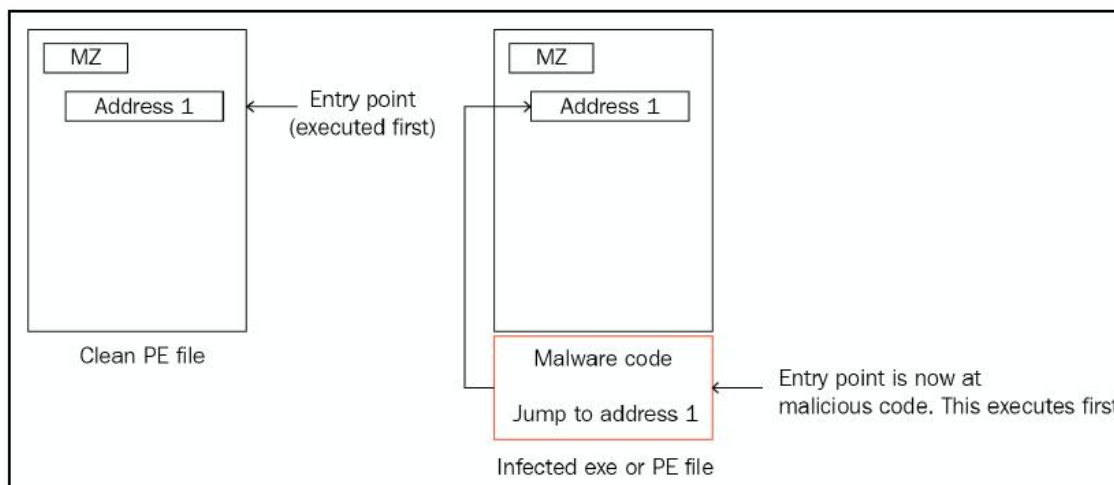 MZ
Address 1
Entry point
(executed first)
Clean PE file
MZ
Address 1
Malware code
Jump to address 1
Entry point is now at
malicious code. This executes first
Infected exe or PE file